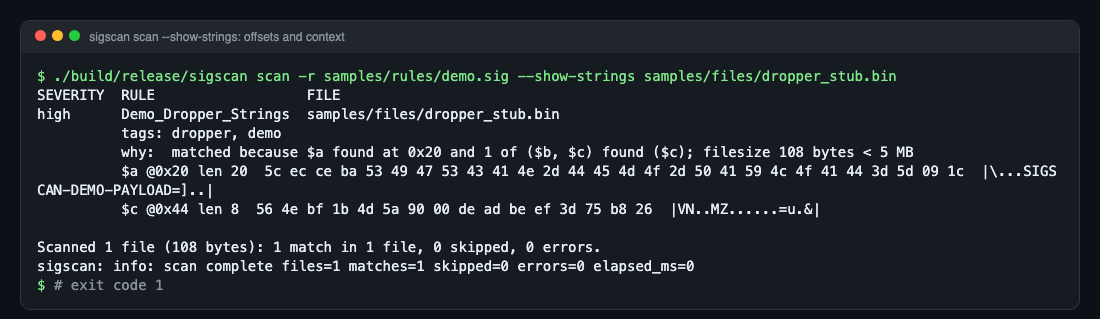 sigscan scan --show-strings: offsets and context
$ ./build/release/sigscan scan -r samples/rules/demo.sig --show-strings samples/files/dropper_stub.bin
SEVERITY  RULE                  FILE
high      Demo_Dropper_Strings  samples/files/dropper_stub.bin
          tags: dropper, demo
          why:  matched because $a found at 0x20 and 1 of ($b, $c) found ($c); filesize 108 bytes < 5 MB
          $a @0x20 len 20  5c ec ce ba 53 49 47 53 43 41 4e 2d 44 45 4d 4f 2d 50 41 59 4c 4f 41 44 3d 5d 09 1c  |\...SIGS
CAN-DEMO-PAYLOAD=]..|
          $c @0x44 len 8  56 4e bf 1b 4d 5a 90 00 de ad be ef 3d 75 b8 26  |VN..MZ......=u.&|
Scanned 1 file (108 bytes): 1 match in 1 file, 0 skipped, 0 errors.
sigscan: info: scan complete files=1 matches=1 skipped=0 errors=0 elapsed_ms=0
$ # exit code 1